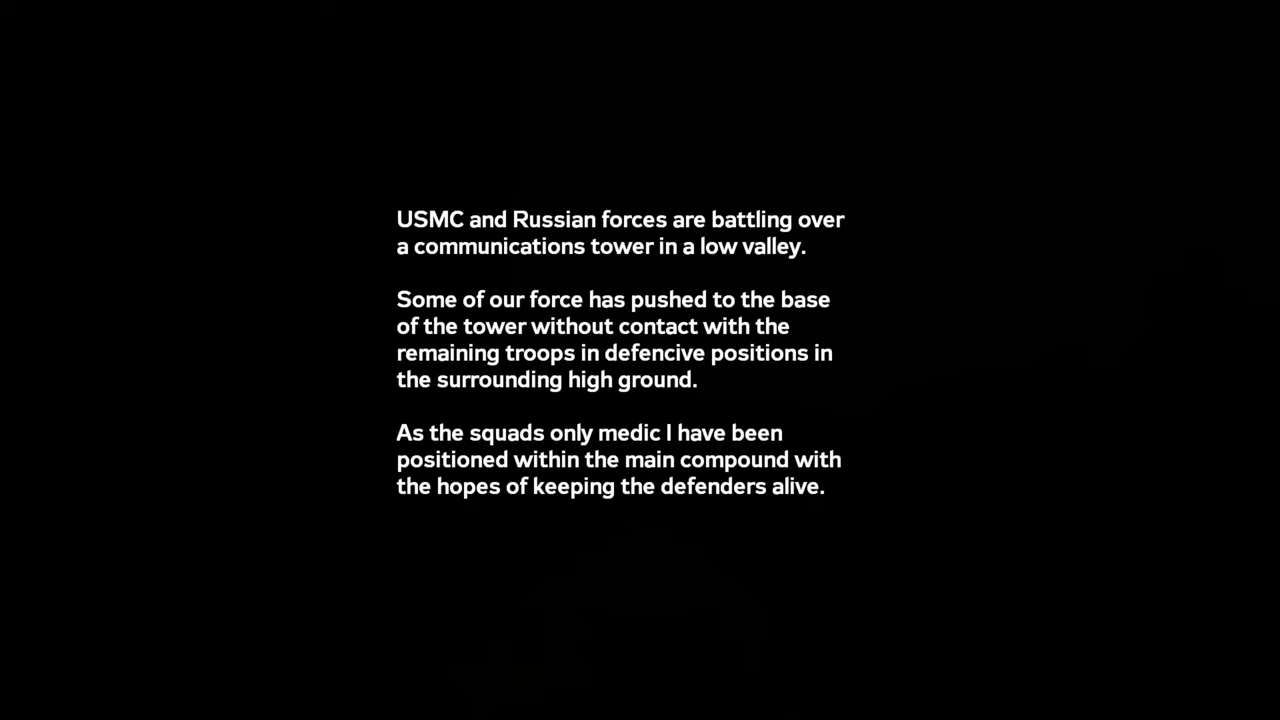 USMC and Russian forces are battling over
a communications tower in a low valley.
Some of our force has pushed to the base
of the tower without contact with the
remaining troops in defencive positions in
the surrounding high ground.
As the squads only medic I have been
positioned within the main compound with
the hopes of keeping the defenders alive.